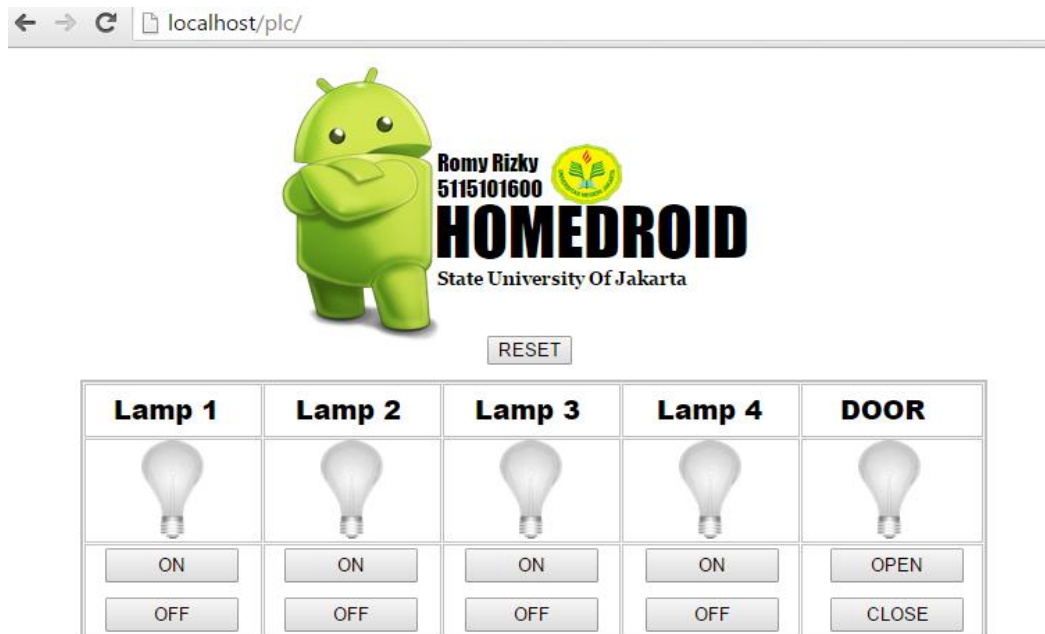 localhost/plc/
Romy Rizky
5115101600
HOMEDROID
State University Of Jakarta
RESET
Lamp 1 Lamp 2 Lamp 3 Lamp 4 DOOR
ON ON ON ON OPEN
OFF OFF OFF OFF CLOSE